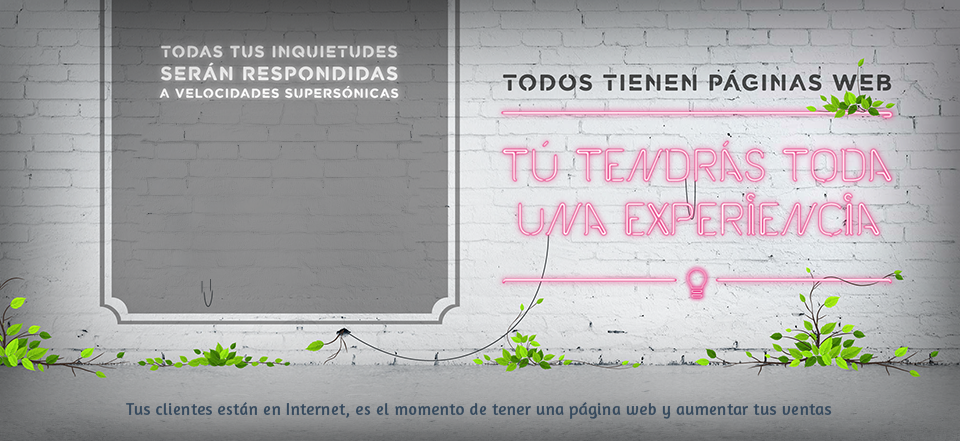 TODAS TUS INQUIETUDES
SERÁN RESPONDIDAS
A VELOCIDADES SUPERSÓNICAS
TODOS TIENEN PÁGINAS WEB
TÚ TENDRÁS TODA
UNA EXPERIENCIA
Tus clientes están en Internet, es el momento de tener una página web y aumentar tus ventas